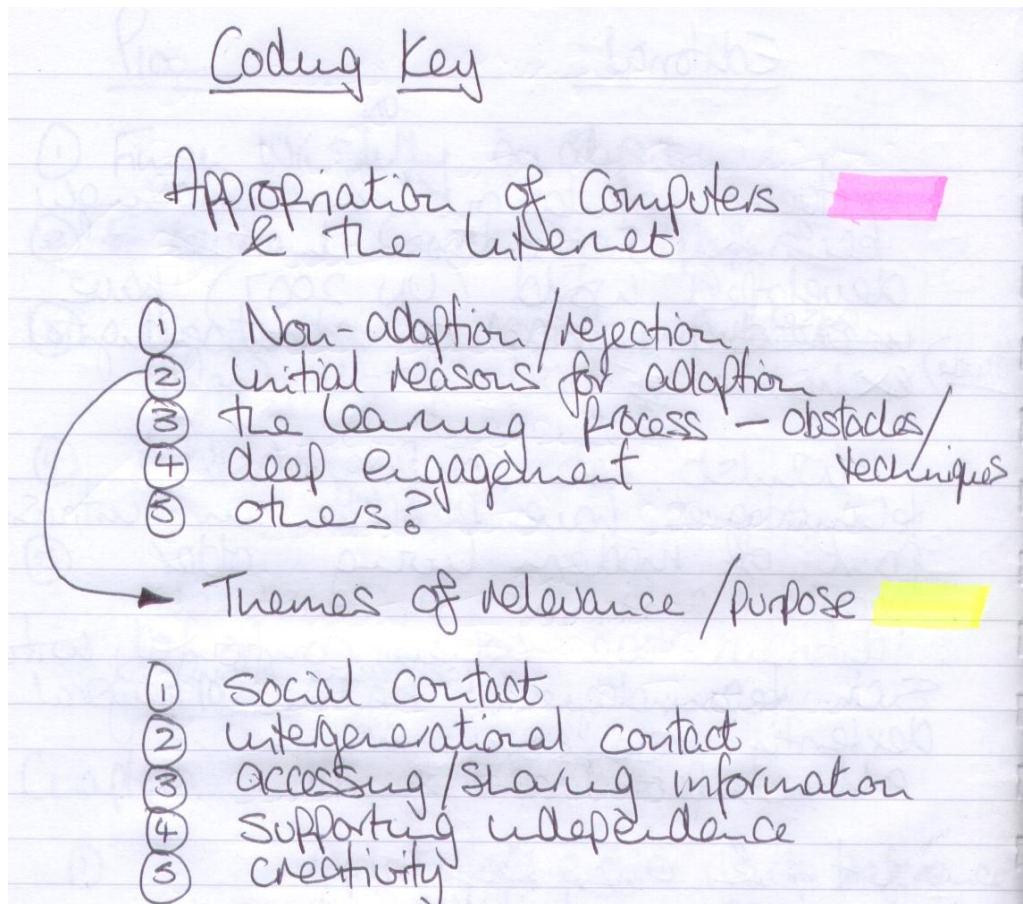 Coding Key
Appropriation of Computers
& the internet
① Non-adoption/rejection
② initial reasons for adoption
③ the learning process – obstacles/
techniques
④ deep engagement
⑤ others?
Themes of relevance/purpose
① social contact
② intergenerational contact
③ accessing/sharing information
④ supporting independence
⑤ creativity